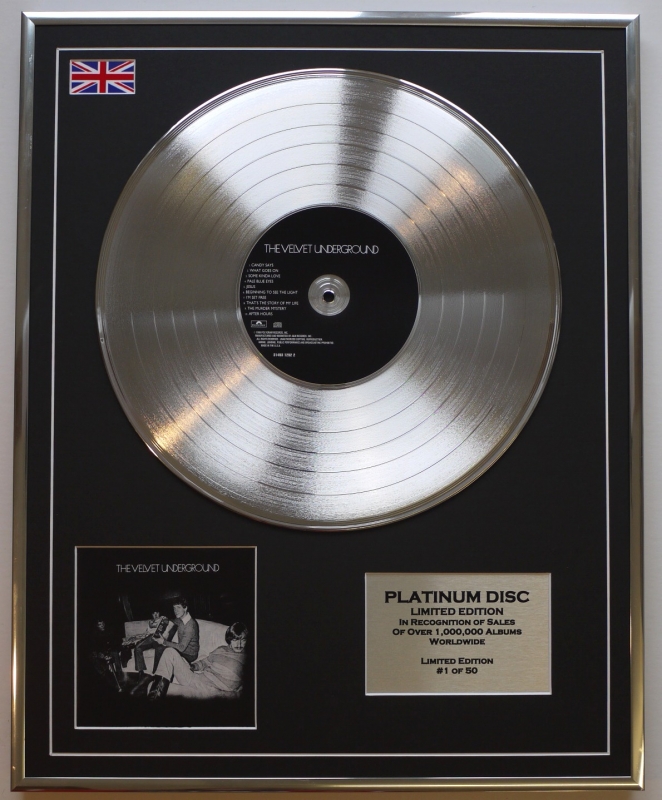 THE VELVET UNDERGROUND
CANDY SAYS
WHAT GOES ON
SOME KINDA LOVE
PALE BLUE EYES
JESUS
BEGINNING TO SEE THE LIGHT
I'M SET FREE
THAT'S THE STORY OF MY LIFE
THE MURDER MYSTERY
AFTER HOURS
THE VELVET UNDERGROUND
PLATINUM DISC
LIMITED EDITION
IN RECOGNITION OF SALES
OF OVER 1,000,000 ALBUMS
WORLDWIDE
LIMITED EDITION
#1 OF 50